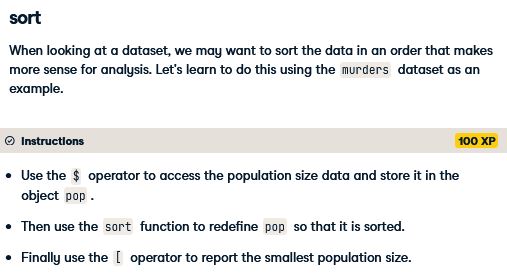 sort
When looking at a dataset, we may want to sort the data in an order that makes
more sense for analysis. Let's learn to do this using the murders dataset as an
example.
Instructions 100 XP
Use the $ operator to access the population size data and store it in the
object pop .
Then use the sort function to redefine pop so that it is sorted.
Finally use the [ operator to report the smallest population size.